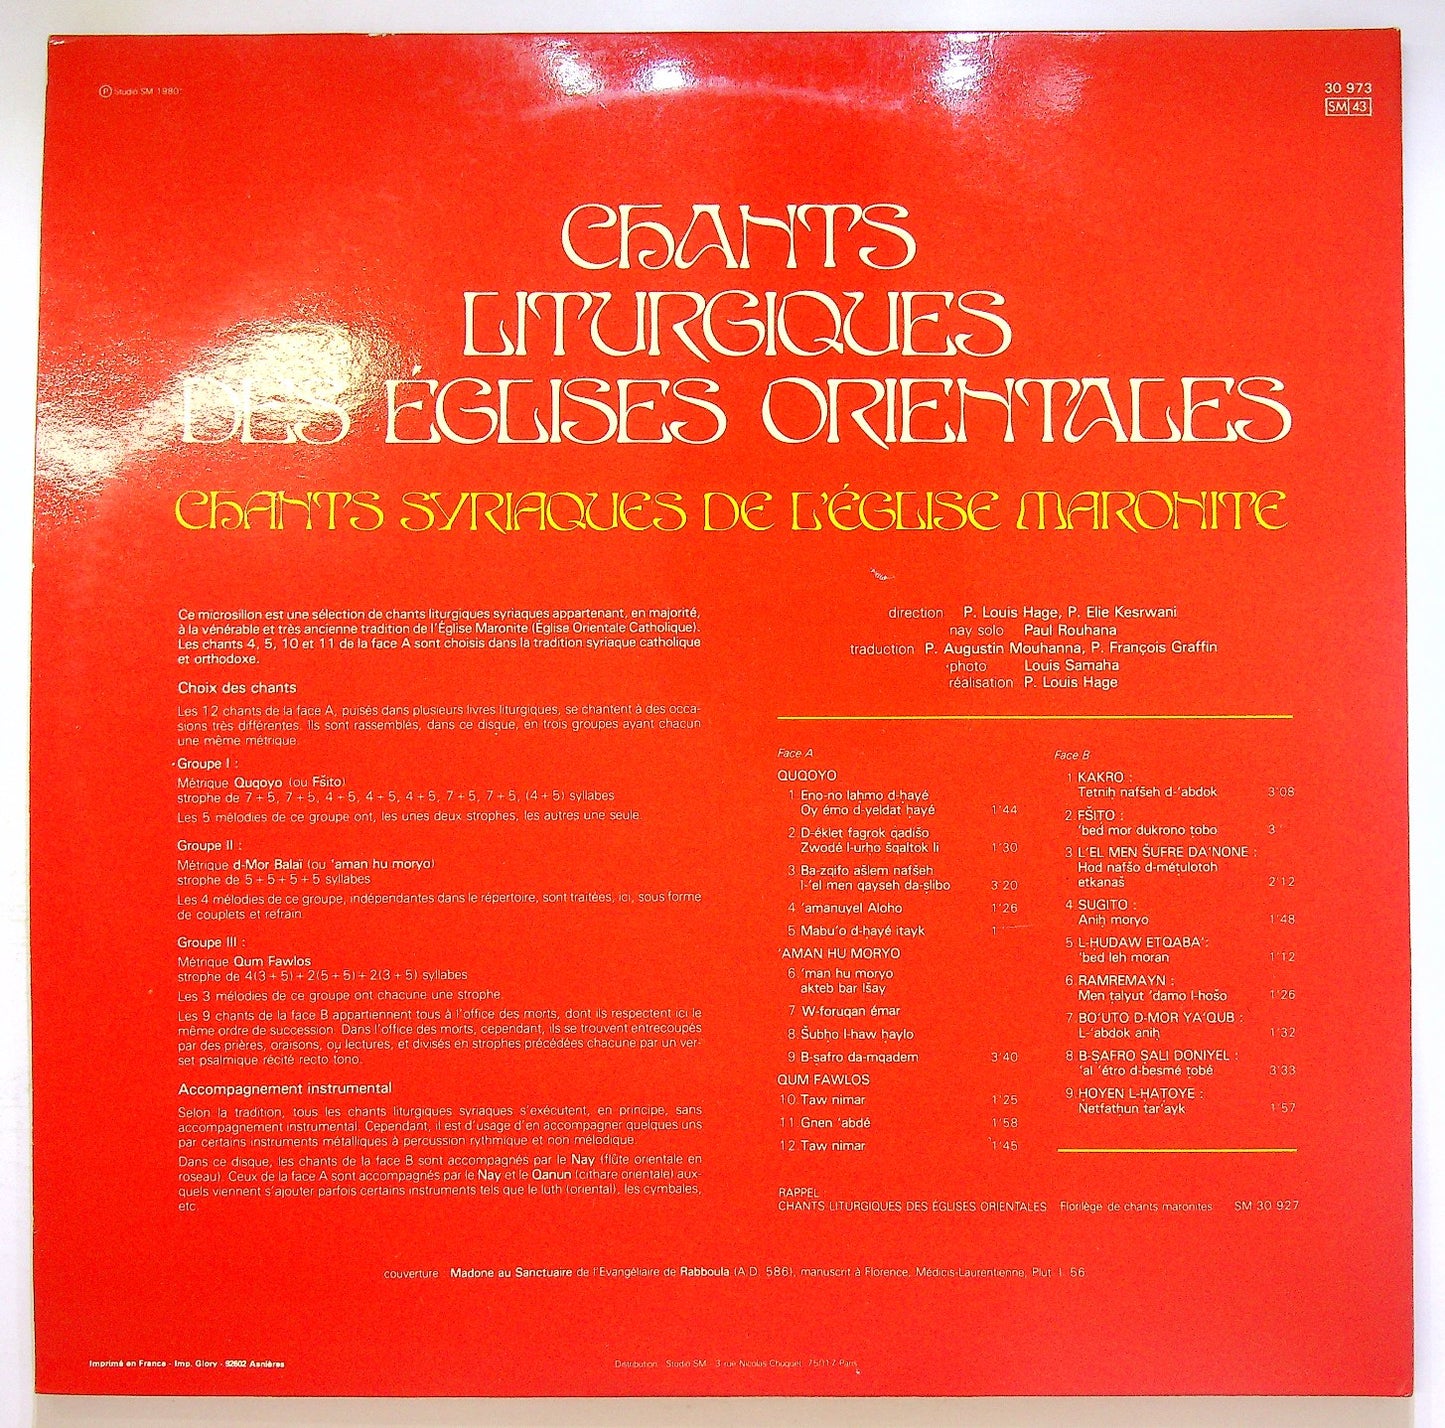 Ⓟ Studio SM 1980
30 973
SM 43
CHANTS
LITURGIQUES
DES ÉGLISES ORIENTALES
CHANTS SYRIAQUES DE L'ÉGLISE MARONITE
Ce microsillon est une sélection de chants liturgiques syriaques appartenant, en majorité,
à la vénérable et très ancienne tradition de l'Église Maronite (Église Orientale Catholique).
Les chants 4, 5, 10 et 11 de la face A sont choisis dans la tradition syriaque catholique
et orthodoxe.
Choix des chants
Les 12 chants de la face A, puisés dans plusieurs livres liturgiques, se chantent à des occa-
sions très différentes. Ils sont rassemblés, dans ce disque, en trois groupes ayant chacun
une même métrique.
Groupe I :
Métrique Quqoyo (ou Fšito)
strophe de 7 + 5, 7 + 5, 4 + 5, 4 + 5, 4 + 5, 7 + 5, 7 + 5, (4 + 5) syllabes
Les 5 mélodies de ce groupe ont, les unes deux strophes, les autres une seule.
Groupe II :
Métrique d-Mor Balaï (ou 'aman hu moryo)
strophe de 5 + 5 + 5 + 5 syllabes
Les 4 mélodies de ce groupe, indépendantes dans le répertoire, sont traitées, ici, sous forme
de couplets et refrain.
Groupe III :
Métrique Qum Fawlos
strophe de 4(3 + 5) + 2(5 + 5) + 2(3 + 5) syllabes
Les 3 mélodies de ce groupe ont chacune une strophe.
Les 9 chants de la face B appartiennent tous à l'office des morts, dont ils respectent ici le
même ordre de succession. Dans l'office des morts, cependant, ils se trouvent entrecoupés
par des prières, oraisons, ou lectures, et divisés en strophes précédées chacune par un ver-
set psalmique récité recto tono.
Accompagnement instrumental
Selon la tradition, tous les chants liturgiques syriaques s'exécutent, en principe, sans
accompagnement instrumental. Cependant, il est d'usage d'en accompagner quelques uns
par certains instruments métalliques à percussion rythmique et non mélodique.
Dans ce disque, les chants de la face B sont accompagnés par le Nay (flûte orientale en
roseau). Ceux de la face A sont accompagnés par le Nay et le Qanun (cithare orientale) aux-
quels viennent s'ajouter parfois certains instruments tels que le luth (oriental), les cymbales,
etc.
direction P. Louis Hage, P. Elie Kesrwani
nay solo Paul Rouhana
traduction P. Augustin Mouhanna, P. François Graffin
photo Louis Samaha
réalisation P. Louis Hage
Face A
QUQOYO
1 Eno-no laḥmo d-ḥayé
Oy émo d-yeldat ḥayé 1'44
2 D-éklet fagrok qadišo
Zwodé l-urḥo šqaltok li 1'30
3 Ba-zqifo ašlem nafšeh
l-'el men qayseh da-ṣlibo 3'20
4 'amanuyel Aloho 1'26
5 Mabu'o d-ḥayé itayk 1'
'AMAN HU MORYO
6 'man hu moryo
akteb bar Išay
7 W-foruqan émar
8 Šubḥo l-haw ḥaylo
9 B-ṣafro da-mqadem 3'40
QUM FAWLOS
10 Taw nimar 1'25
11 Gnen 'abdé 1'58
12 Taw nimar 1'45
Face B
1 KAKRO :
Tetniḥ nafšeh d-'abdok 3'08
2 FŠITO :
'bed mor dukrono ṭobo 3'
3 L'EL MEN ŠUFRE DA'NONE :
Hod nafšo d-méṭulotoh
etkanaš 2'12
4 SUGITO :
Aniḥ moryo 1'48
5 L-HUDAW ETQABA':
'bed leh moran 1'12
6 RAMREMAYN :
Men ṭalyut 'damo l-hošo 1'26
7 BO'UTO D-MOR YA'QUB :
L-'abdok aniḥ 1'32
8 B-ṢAFRO ṢALI DONIYEL :
'al 'étro d-besmé ṭobé 3'33
9 HOYEN L-ḤATOYE :
Netfathun tar'ayk 1'57
RAPPEL
CHANTS LITURGIQUES DES ÉGLISES ORIENTALES Florilège de chants maronites SM 30 927
couverture : Madone au Sanctuaire de l'Evangéliaire de Rabboula (A.D. 586), manuscrit à Florence, Médicis-Laurentienne, Plut. I. 56
Imprimé en France - Imp. Glory - 92602 Asnières
Distribution : Studio SM - 3 rue Nicolas Chuquet, 75017 Paris